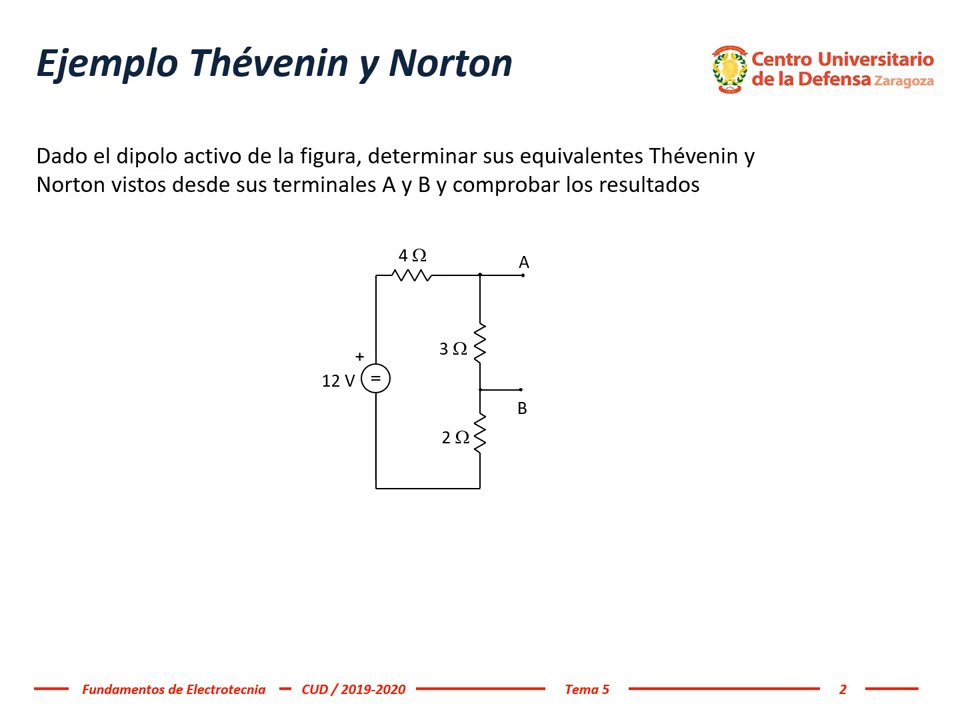 Ejemplo Thévenin y Norton
Centro Universitario
de la Defensa Zaragoza
Dado el dipolo activo de la figura, determinar sus equivalentes Thévenin y
Norton vistos desde sus terminales A y B y comprobar los resultados
4 Ω
A
3 Ω
+
12 V
=
B
2 Ω
Fundamentos de Electrotecnia CUD / 2019-2020 Tema 5 2